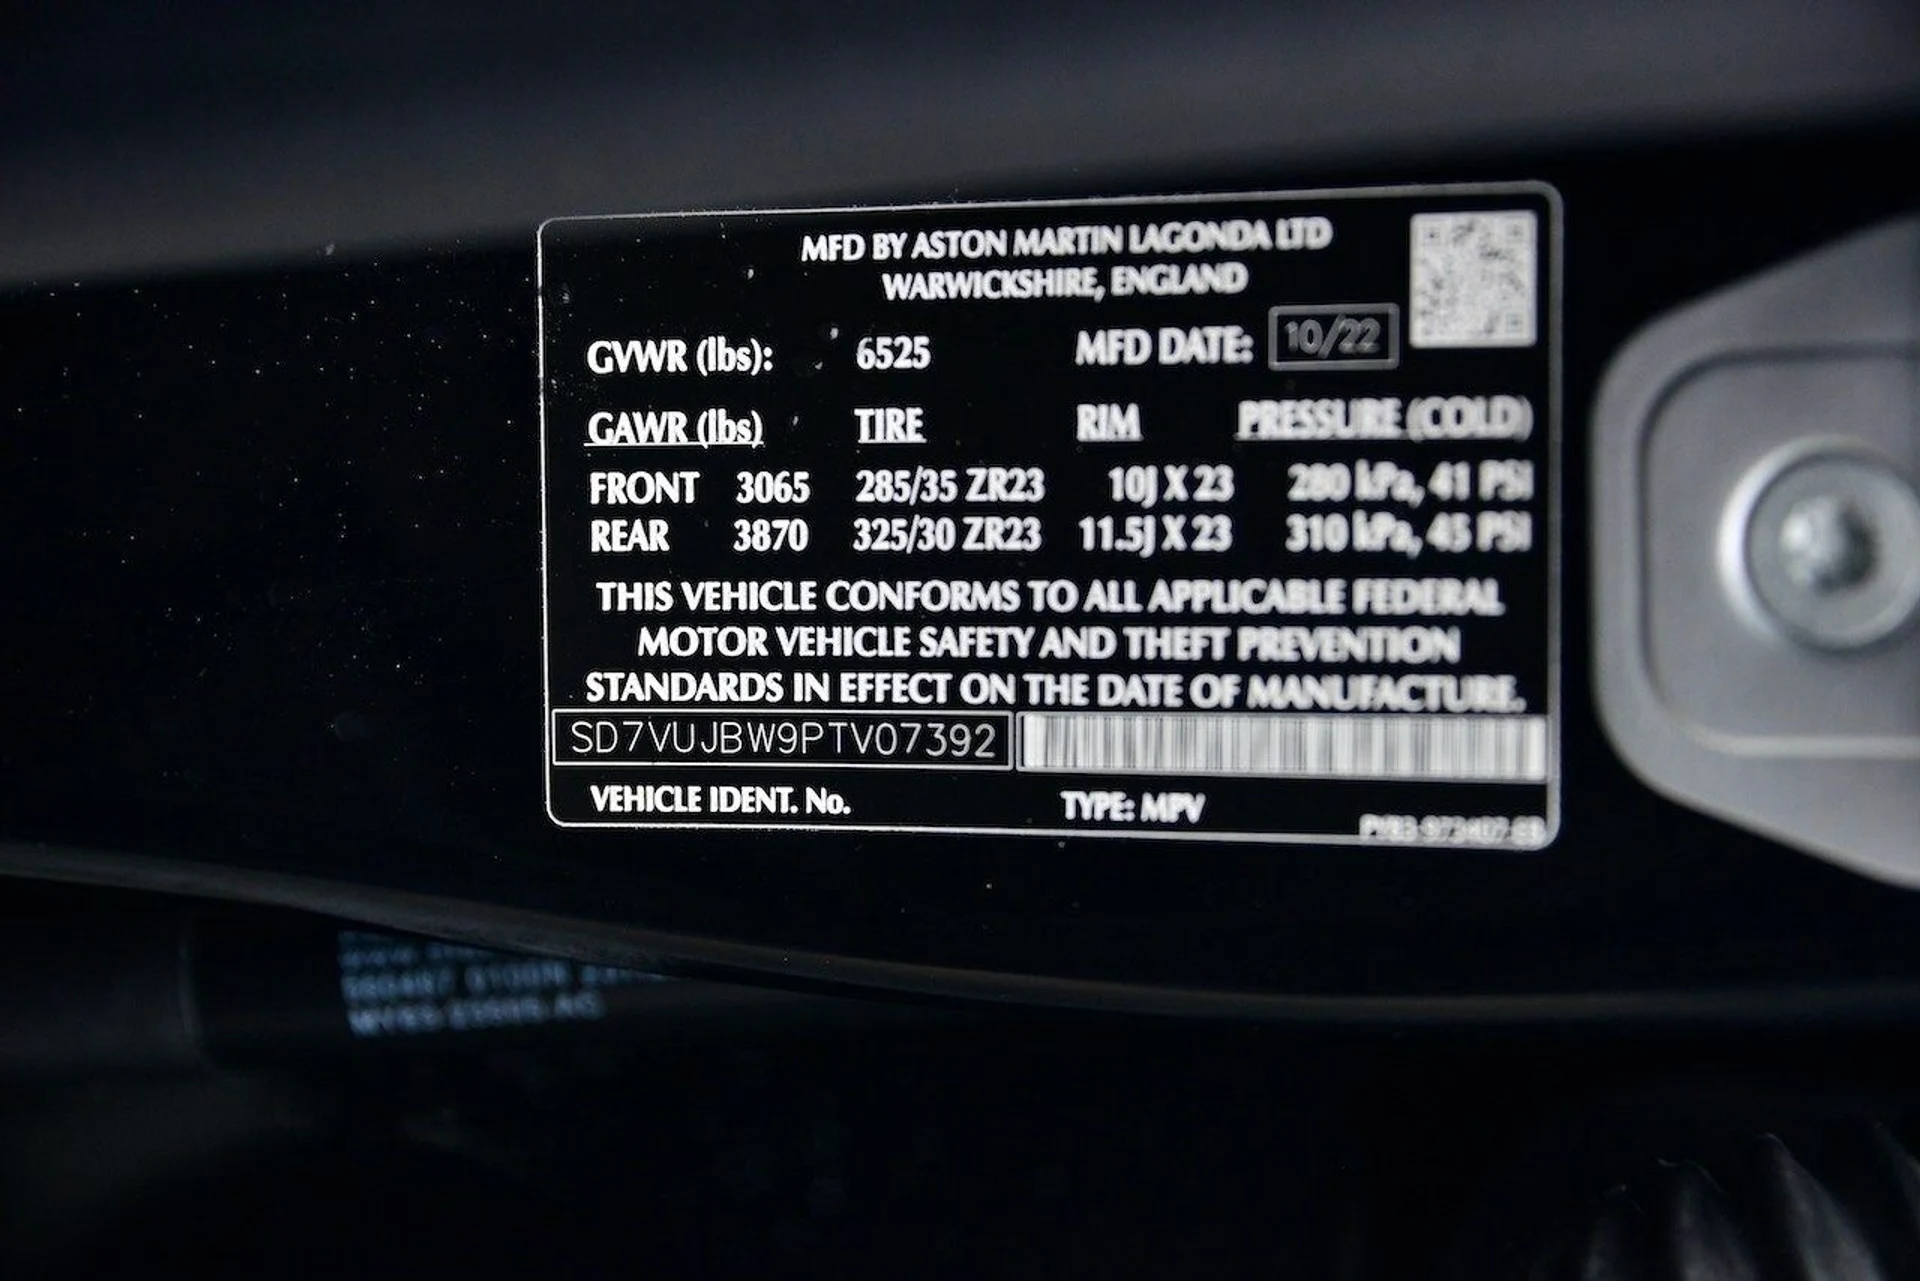 MFD BY ASTON MARTIN LAGONDA LTD
WARWICKSHIRE, ENGLAND
GVWR (lbs): 6525 MFD DATE: 10/22
GAWR (lbs) TIRE RIM PRESSURE (COLD)
FRONT 3065 285/35 ZR23 10J X 23 280 kPa, 41 PSI
REAR 3870 325/30 ZR23 11.5J X 23 310 kPa, 45 PSI
THIS VEHICLE CONFORMS TO ALL APPLICABLE FEDERAL
MOTOR VEHICLE SAFETY AND THEFT PREVENTION
STANDARDS IN EFFECT ON THE DATE OF MANUFACTURE.
SD7VUJBW9PTV07392
VEHICLE IDENT. No. TYPE: MPV